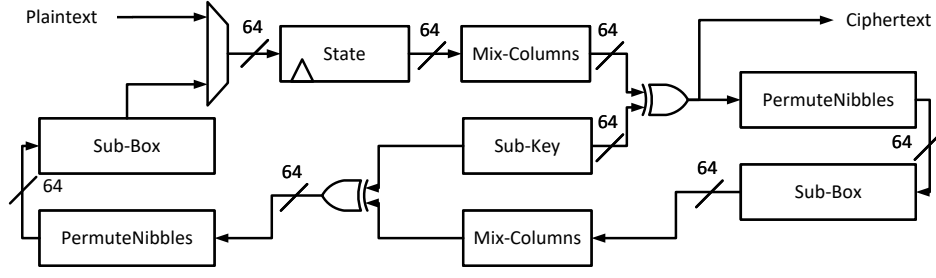 Plaintext
64
State
64
Mix-Columns
64
Ciphertext
PermuteNibbles
64
Sub-Box
64
Sub-Key
64
Sub-Box
64
PermuteNibbles
64
Mix-Columns
64